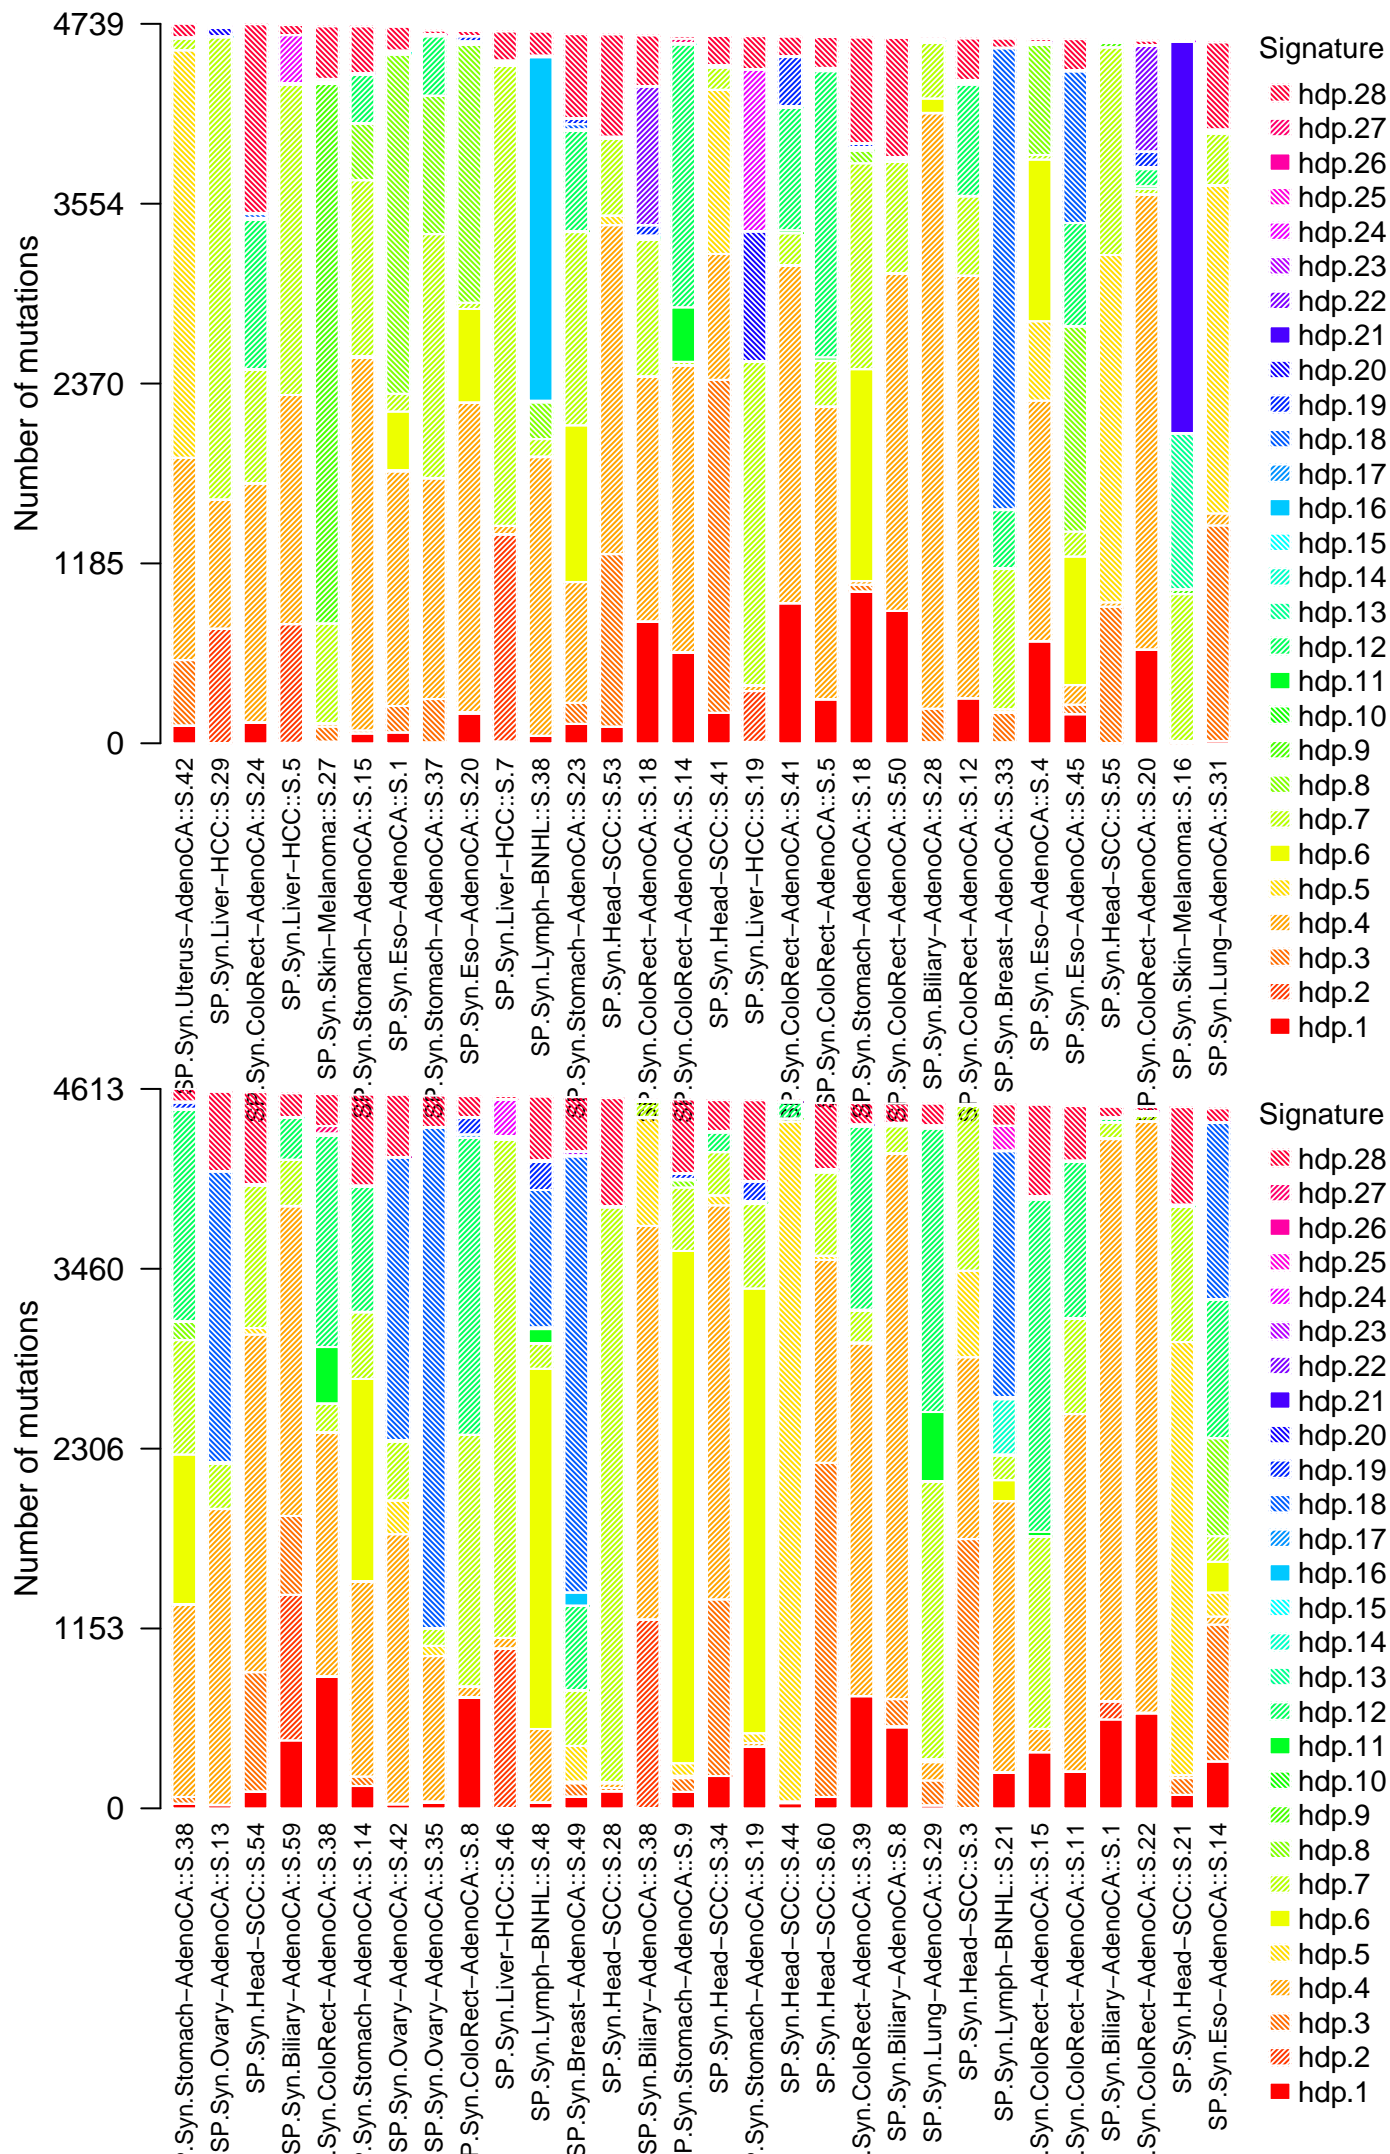 Number of mutations
4739
3554
2370
1185
0
SP.Syn.Uterus−AdenoCA::S.42
SP.Syn.Liver−HCC::S.29
SP.Syn.ColoRect−AdenoCA::S.24
SP.Syn.Liver−HCC::S.5
SP.Syn.Skin−Melanoma::S.27
SP.Syn.Stomach−AdenoCA::S.15
SP.Syn.Eso−AdenoCA::S.1
SP.Syn.Stomach−AdenoCA::S.37
SP.Syn.Eso−AdenoCA::S.20
SP.Syn.Liver−HCC::S.7
SP.Syn.Lymph−BNHL::S.38
SP.Syn.Stomach−AdenoCA::S.23
SP.Syn.Head−SCC::S.53
SP.Syn.ColoRect−AdenoCA::S.18
SP.Syn.ColoRect−AdenoCA::S.14
SP.Syn.Head−SCC::S.41
SP.Syn.Liver−HCC::S.19
SP.Syn.ColoRect−AdenoCA::S.41
SP.Syn.ColoRect−AdenoCA::S.5
SP.Syn.Stomach−AdenoCA::S.18
SP.Syn.ColoRect−AdenoCA::S.50
SP.Syn.Biliary−AdenoCA::S.28
SP.Syn.ColoRect−AdenoCA::S.12
SP.Syn.Breast−AdenoCA::S.33
SP.Syn.Eso−AdenoCA::S.4
SP.Syn.Eso−AdenoCA::S.45
SP.Syn.Head−SCC::S.55
SP.Syn.ColoRect−AdenoCA::S.20
SP.Syn.Skin−Melanoma::S.16
SP.Syn.Lung−AdenoCA::S.31
Signature
hdp.28
hdp.27
hdp.26
hdp.25
hdp.24
hdp.23
hdp.22
hdp.21
hdp.20
hdp.19
hdp.18
hdp.17
hdp.16
hdp.15
hdp.14
hdp.13
hdp.12
hdp.11
hdp.10
hdp.9
hdp.8
hdp.7
hdp.6
hdp.5
hdp.4
hdp.3
hdp.2
hdp.1
Number of mutations
4613
3460
2306
1153
0
P.Syn.Stomach−AdenoCA::S.38
SP.Syn.Ovary−AdenoCA::S.13
SP.Syn.Head−SCC::S.54
SP.Syn.Biliary−AdenoCA::S.59
.Syn.ColoRect−AdenoCA::S.38
P.Syn.Stomach−AdenoCA::S.14
SP.Syn.Ovary−AdenoCA::S.42
SP.Syn.Ovary−AdenoCA::S.35
P.Syn.ColoRect−AdenoCA::S.8
SP.Syn.Liver−HCC::S.46
SP.Syn.Lymph−BNHL::S.48
SP.Syn.Breast−AdenoCA::S.49
SP.Syn.Head−SCC::S.28
SP.Syn.Biliary−AdenoCA::S.38
P.Syn.Stomach−AdenoCA::S.9
SP.Syn.Head−SCC::S.34
P.Syn.Stomach−AdenoCA::S.19
SP.Syn.Head−SCC::S.44
SP.Syn.Head−SCC::S.60
.Syn.ColoRect−AdenoCA::S.39
SP.Syn.Biliary−AdenoCA::S.8
SP.Syn.Lung−AdenoCA::S.29
SP.Syn.Head−SCC::S.3
SP.Syn.Lymph−BNHL::S.21
.Syn.ColoRect−AdenoCA::S.15
.Syn.ColoRect−AdenoCA::S.11
SP.Syn.Biliary−AdenoCA::S.1
.Syn.ColoRect−AdenoCA::S.22
SP.Syn.Head−SCC::S.21
SP.Syn.Eso−AdenoCA::S.14
Signature
hdp.28
hdp.27
hdp.26
hdp.25
hdp.24
hdp.23
hdp.22
hdp.21
hdp.20
hdp.19
hdp.18
hdp.17
hdp.16
hdp.15
hdp.14
hdp.13
hdp.12
hdp.11
hdp.10
hdp.9
hdp.8
hdp.7
hdp.6
hdp.5
hdp.4
hdp.3
hdp.2
hdp.1